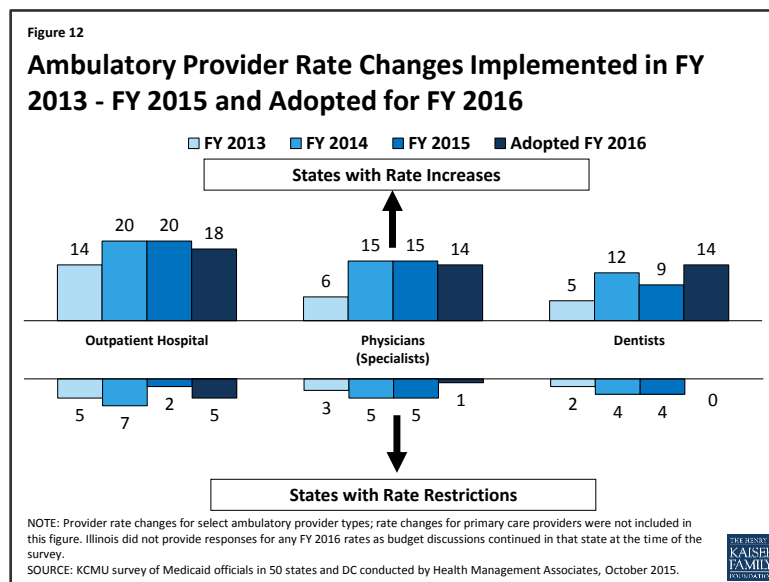 Figure 12
Ambulatory Provider Rate Changes Implemented in FY
2013 - FY 2015 and Adopted for FY 2016
FY 2013 FY 2014 FY 2015 Adopted FY 2016
States with Rate Increases
14 20 20 18 6 15 15 14 5 12 9 14
Outpatient Hospital Physicians Dentists
(Specialists)
5 7 2 5 3 5 5 1 2 4 4 0
States with Rate Restrictions
NOTE: Provider rate changes for select ambulatory provider types; rate changes for primary care providers were not included in
this figure. Illinois did not provide responses for any FY 2016 rates as budget discussions continued in that state at the time of the
survey.
SOURCE: KCMU survey of Medicaid officials in 50 states and DC conducted by Health Management Associates, October 2015.
THE HENRY J.
KAISER
FAMILY
FOUNDATION